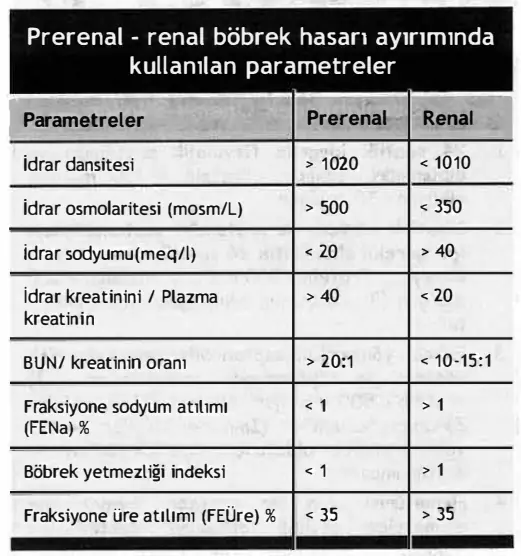 Prerenal - renal böbrek hasarı ayırımında
kullanılan parametreler
Parametreler Prerenal Renal
İdrar dansitesi > 1020 < 1010
İdrar osmolaritesi (mosm/L) > 500 < 350
İdrar sodyumu(meq/l) < 20 > 40
İdrar kreatinini / Plazma > 40 < 20
kreatinin
BUN/ kreatinin oranı > 20:1 < 10-15:1
Fraksiyone sodyum atılımı < 1 > 1
(FENa) %
Böbrek yetmezliği indeksi < 1 > 1
Fraksiyone üre atılımı (FEÜre) % < 35 > 35